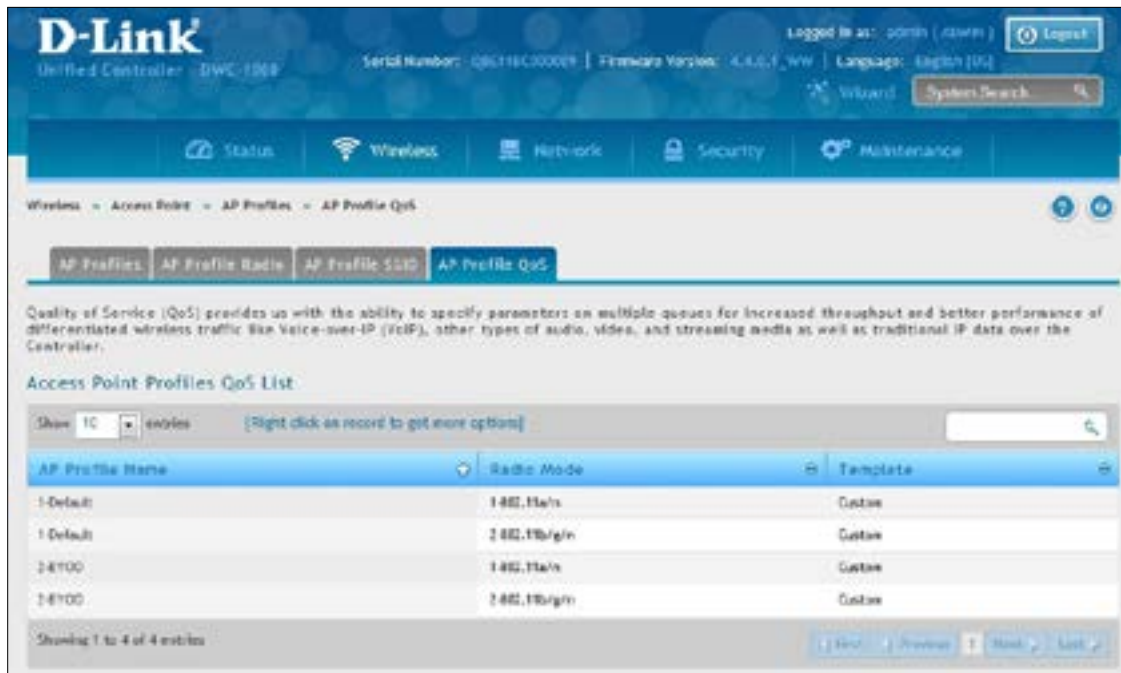 D-Link
Logged in as: admin ( ADMIN )
Logout
Unified Controller - DWC-1000
Serial Number: | Firmware Version: _WW | Language: English [US]
Wizard
System Search
Status
Wireless
Network
Security
Maintenance
Wireless » Access Point » AP Profiles » AP Profile QoS
AP Profiles
AP Profile Radio
AP Profile SSID
AP Profile QoS
Quality of Service (QoS) provides us with the ability to specify parameters on multiple queues for increased throughput and better performance of
differentiated wireless traffic like Voice-over-IP (VoIP), other types of audio, video, and streaming media as well as traditional IP data over the
Controller.
Access Point Profiles QoS List
Show 10 entries [Right click on record to get more options]
AP Profile Name Radio Mode Template
1-Default 1-802.11a/n Custom
1-Default 2-802.11b/g/n Custom
1-802.11a/n Custom
2-802.11b/g/n Custom
Showing 1 to 4 of 4 entries
First Previous 1 Next Last